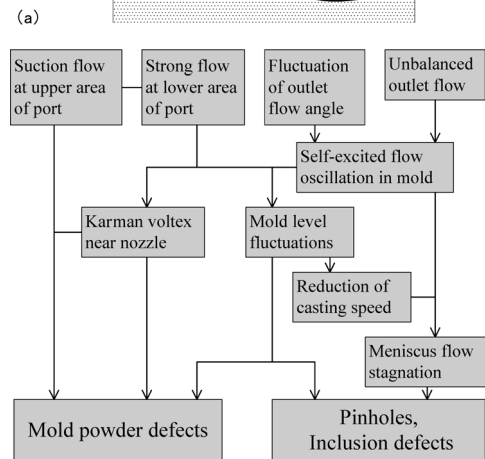 (a)
Suction flow
at upper area
of port
Strong flow
at lower area
of port
Fluctuation
of outlet
flow angle
Unbalanced
outlet flow
Self-excited flow
oscillation in mold
Karman voltex
near nozzle
Mold level
fluctuations
Reduction of
casting speed
Meniscus flow
stagnation
Mold powder defects
Pinholes,
Inclusion defects